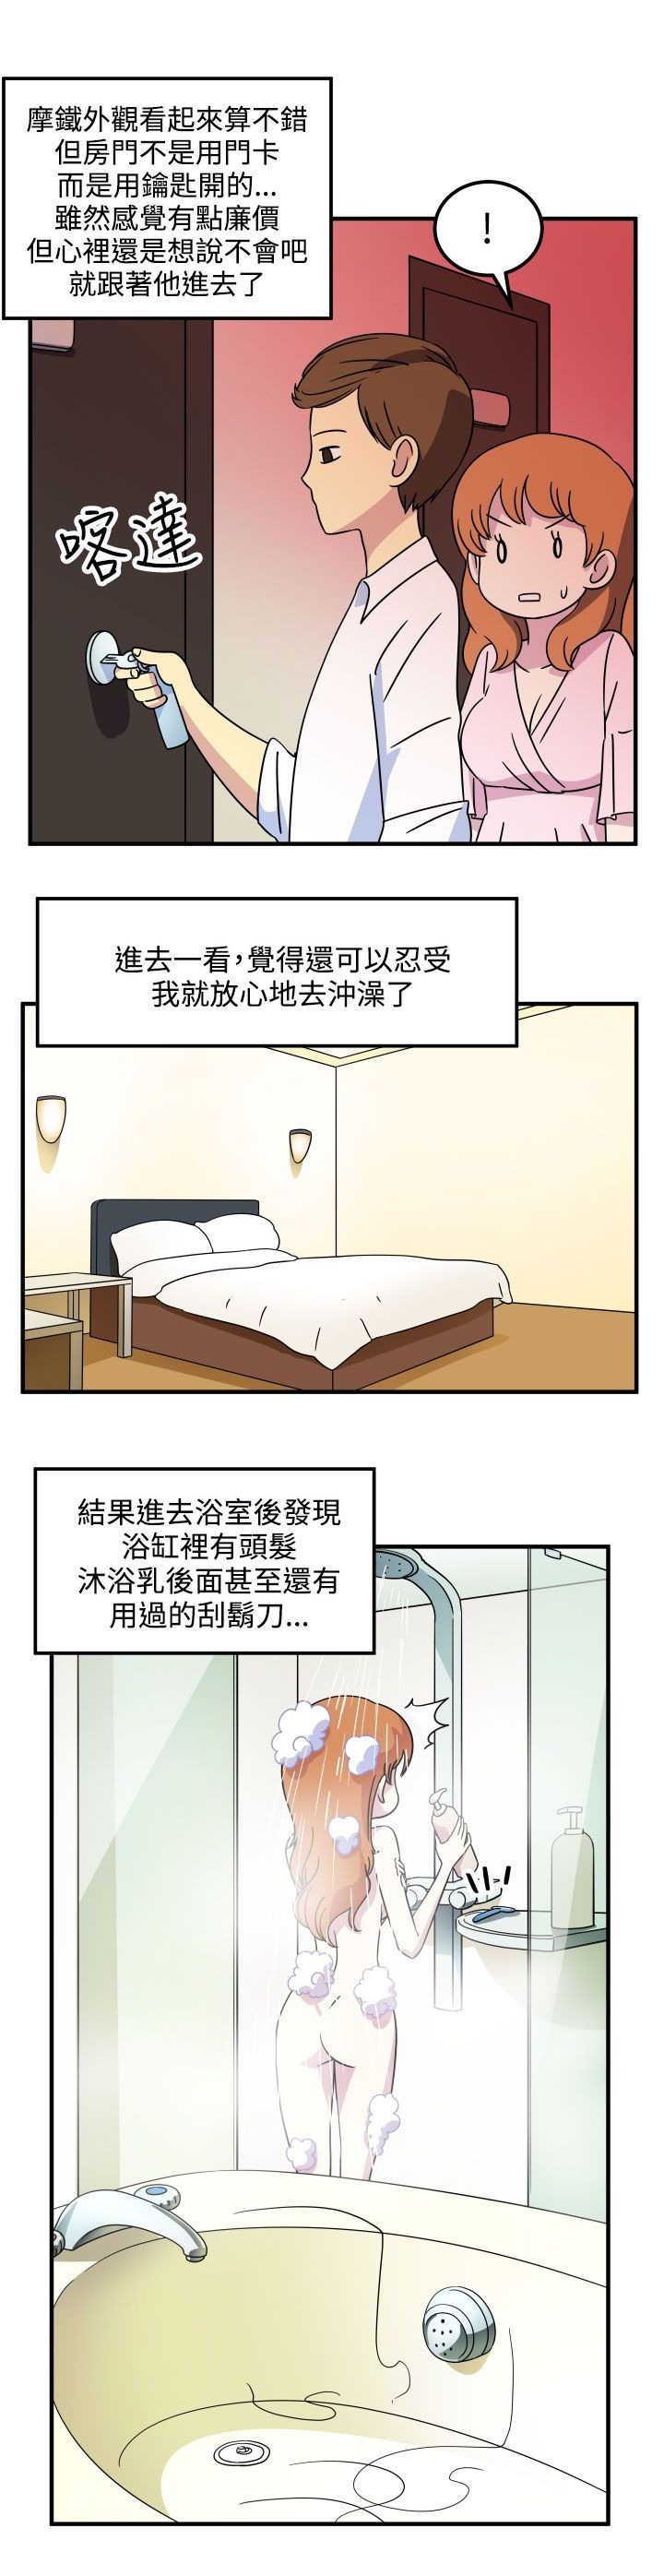 摩鐵外觀看起來算不錯
但房門不是用門卡
而是用鑰匙開的...
雖然感覺有點廉價
但心裡還是想說不會吧
就跟著他進去了
!
喀達
進去一看，覺得還可以忍受
我就放心地去沖澡了
結果進去浴室後發現
浴缸裡有頭髮
沐浴乳後面甚至還有
用過的刮鬍刀...